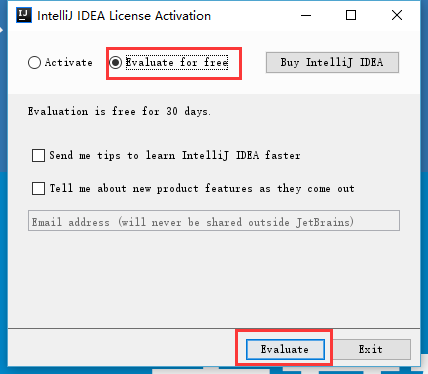 IJ IntelliJ IDEA License Activation
Activate Evaluate for free Buy IntelliJ IDEA
Evaluation is free for 30 days.
Send me tips to learn IntelliJ IDEA faster
Tell me about new product features as they come out
Email address (will never be shared outside JetBrains)
Evaluate Exit